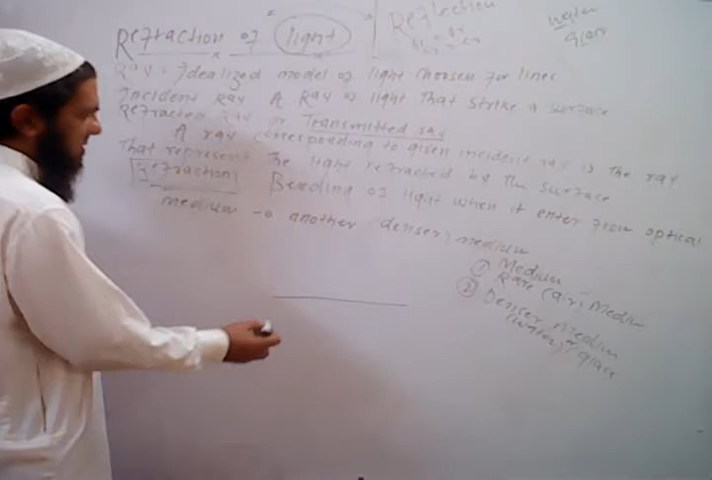 Refraction of light
Ray: Idealized model of light choosen for lines
Incident Ray A Ray of light that strike a surface
Refracted ray or Transmitted ray
A ray corresponding to given incident ray is the ray
That represent The light refracted by The surface
Refraction Bending of light when it enter from optical
medium to another (denser) medium
Reflection
water
Glass
① Medium
Rare (air) Medium
② Denser medium
(water) glass